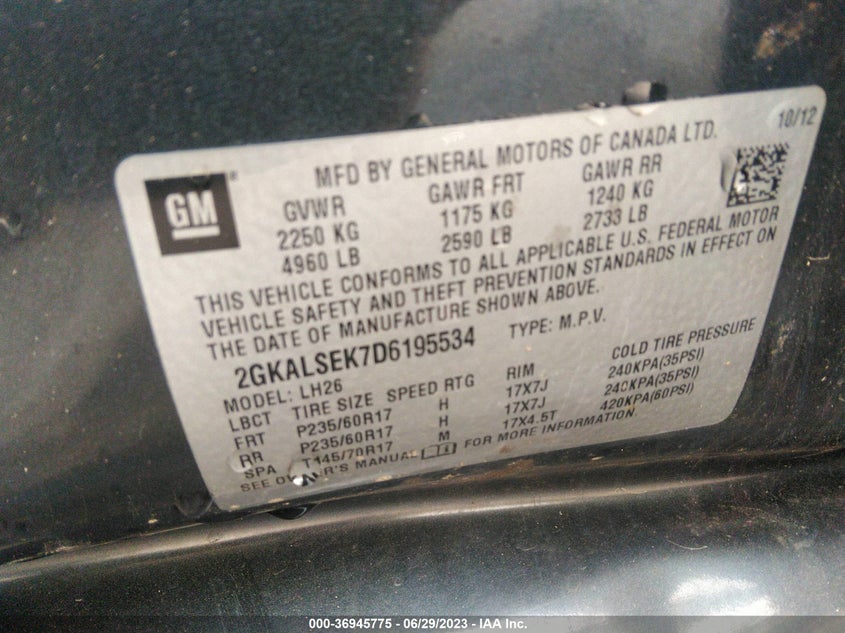 10/12
MFD BY GENERAL MOTORS OF CANADA LTD.
GM®
GVWR GAWR FRT GAWR RR
2250 KG 1175 KG 1240 KG
4960 LB 2590 LB 2733 LB
THIS VEHICLE CONFORMS TO ALL APPLICABLE U.S. FEDERAL MOTOR
VEHICLE SAFETY AND THEFT PREVENTION STANDARDS IN EFFECT ON
THE DATE OF MANUFACTURE SHOWN ABOVE.
2GKALSEK7D6195534 TYPE: M.P.V.
MODEL: LH26
LBCT TIRE SIZE SPEED RTG RIM COLD TIRE PRESSURE
FRT P235/60R17 H 17X7J 240KPA(35PSI)
RR P235/60R17 H 17X7J 240KPA(35PSI)
SPA T145/70R17 M 17X4.5T 420KPA(60PSI)
SEE OWNER'S MANUAL FOR MORE INFORMATION
000-36945775 - 06/29/2023 - IAA Inc.